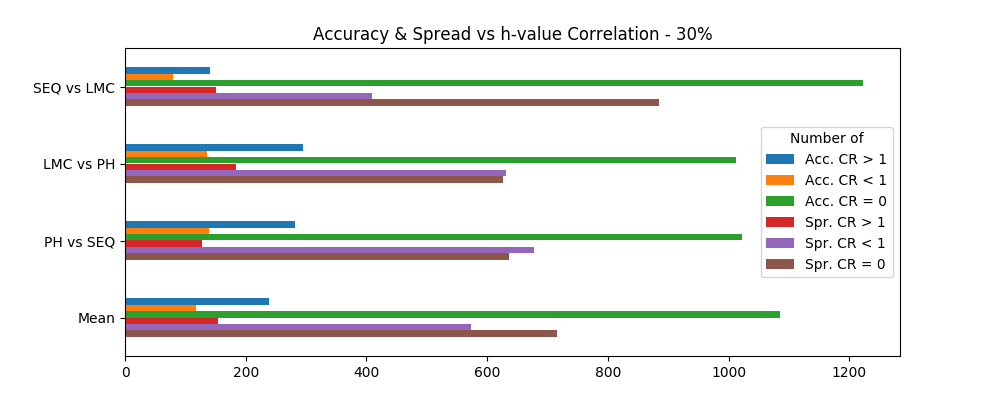 Accuracy & Spread vs h-value Correlation - 30%
SEQ vs LMC
LMC vs PH
PH vs SEQ
Mean
Number of
Acc. CR > 1
Acc. CR < 1
Acc. CR = 0
Spr. CR > 1
Spr. CR < 1
Spr. CR = 0
0 200 400 600 800 1000 1200